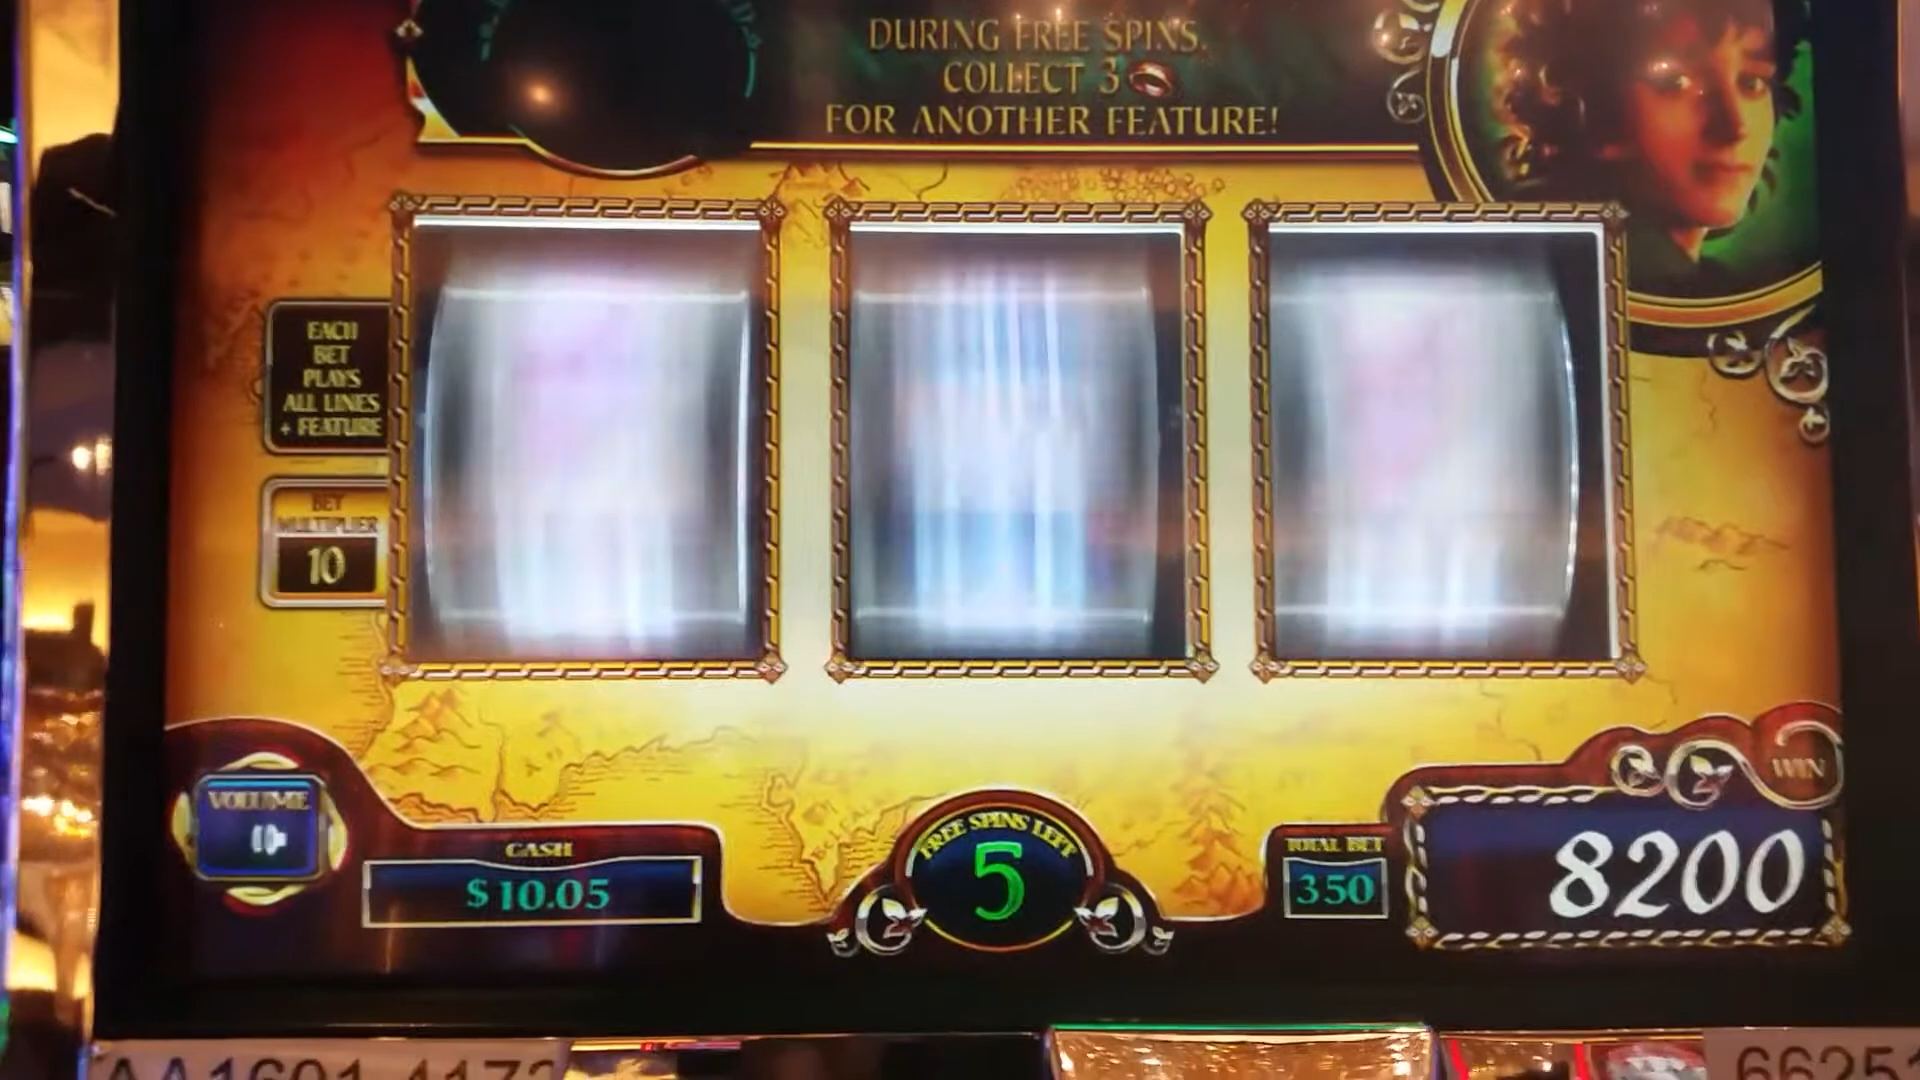 DURING FREE SPINS,
COLLECT 3
FOR ANOTHER FEATURE!
EACH
BET
PLAYS
ALL LINES
+ FEATURE
BET
MULTIPLIER
10
VOLUME
CASH
$10.05
FREE SPINS LEFT
5
TOTAL BET
350
WIN
8200